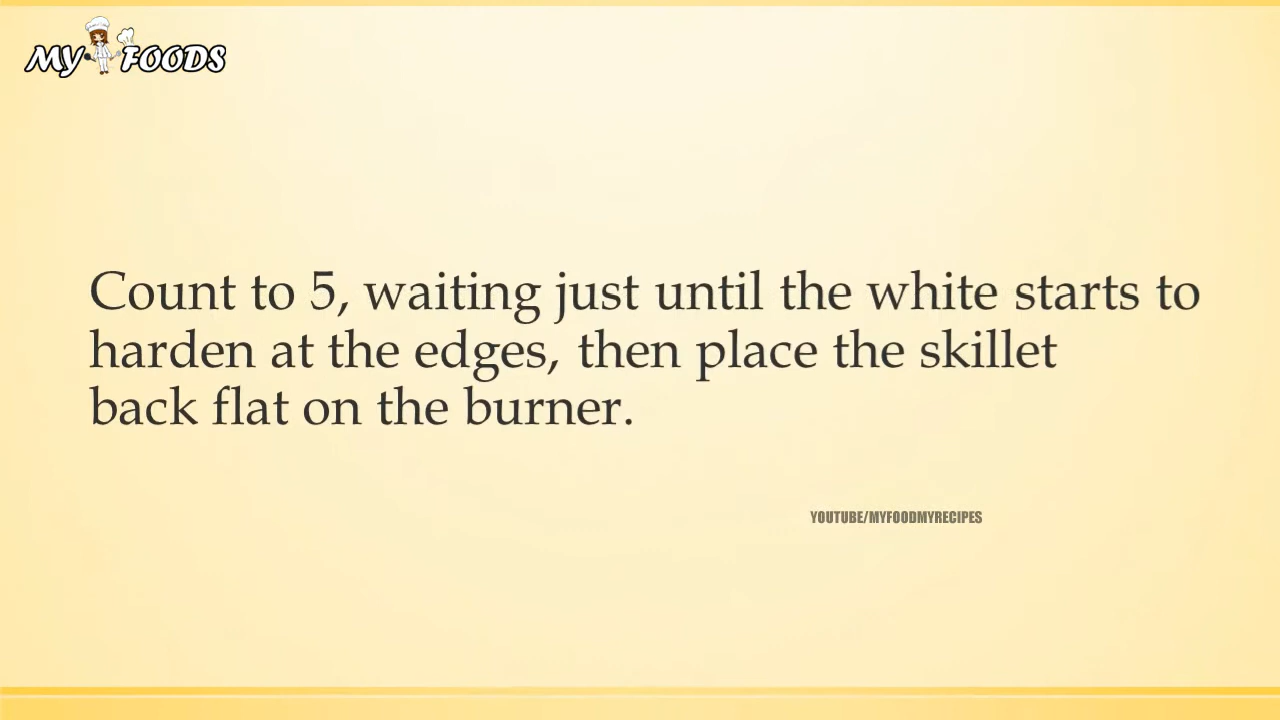 MY FOODS
Count to 5, waiting just until the white starts to
harden at the edges, then place the skillet
back flat on the burner.
YOUTUBE/MYFOODMYRECIPES